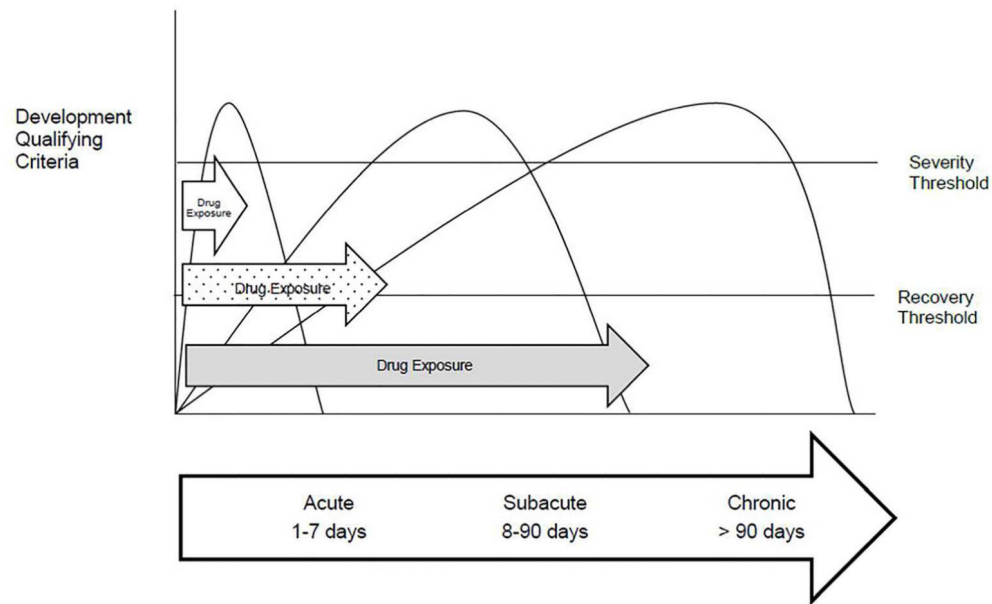 Development
Qualifying
Criteria
Severity
Threshold
Drug
Exposure
Drug Exposure
Recovery
Threshold
Drug Exposure
Acute
1-7 days
Subacute
8-90 days
Chronic
> 90 days